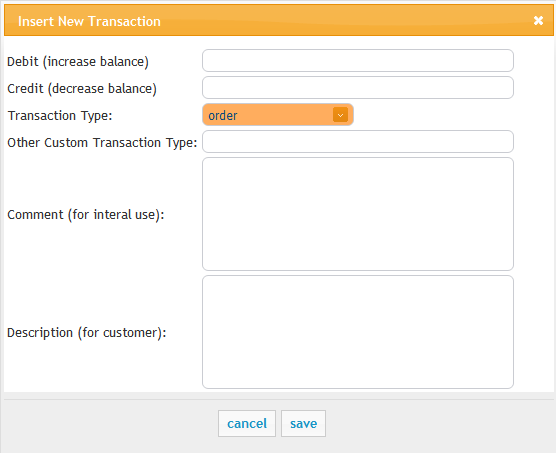 Insert New Transaction
Debit (increase balance)
Credit (decrease balance)
Transaction Type:
order
Other Custom Transaction Type:
Comment (for interal use):
Description (for customer):
cancel
save